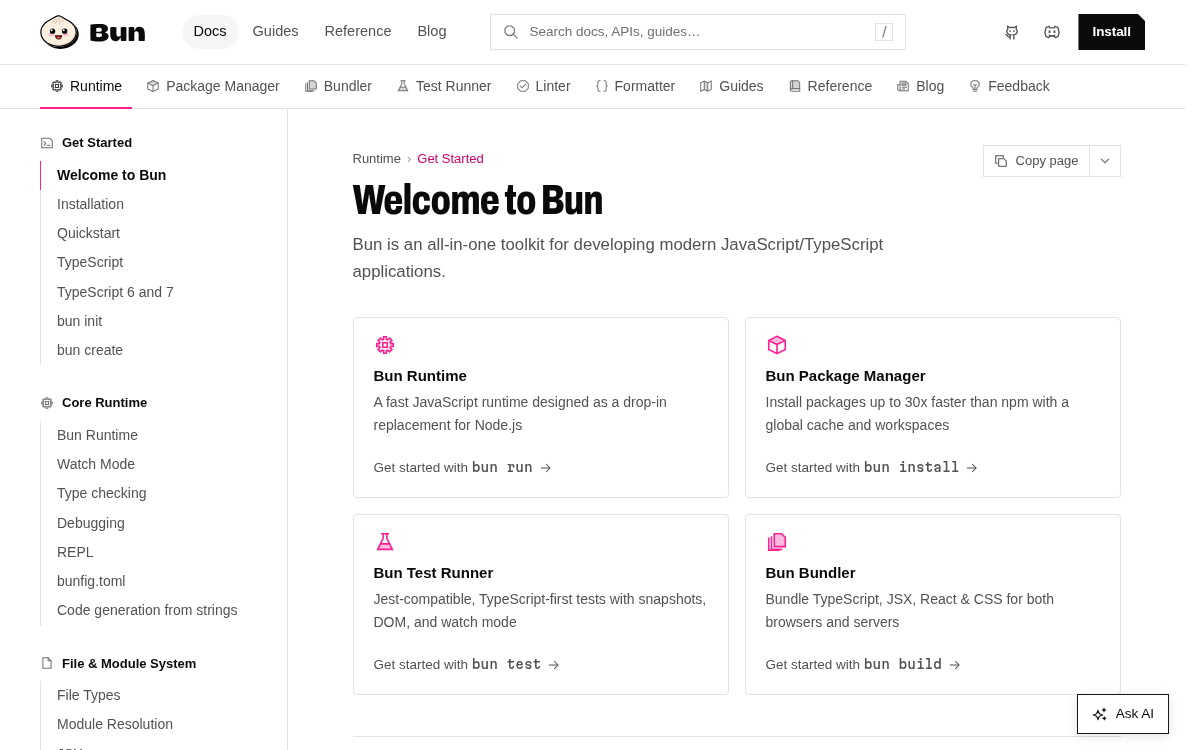 Bun
Docs
Guides
Reference
Blog
Search docs, APIs, guides…
/
Install
Runtime
Package Manager
Bundler
Test Runner
Linter
Formatter
Guides
Reference
Blog
Feedback
Get Started
Welcome to Bun
Installation
Quickstart
TypeScript
TypeScript 6 and 7
bun init
bun create
Core Runtime
Bun Runtime
Watch Mode
Type checking
Debugging
REPL
bunfig.toml
Code generation from strings
File & Module System
File Types
Module Resolution
Runtime › Get Started
Copy page
Welcome to Bun
Bun is an all-in-one toolkit for developing modern JavaScript/TypeScript
applications.
Bun Runtime
A fast JavaScript runtime designed as a drop-in
replacement for Node.js
Get started with bun run →
Bun Package Manager
Install packages up to 30x faster than npm with a
global cache and workspaces
Get started with bun install →
Bun Test Runner
Jest-compatible, TypeScript-first tests with snapshots,
DOM, and watch mode
Get started with bun test →
Bun Bundler
Bundle TypeScript, JSX, React & CSS for both
browsers and servers
Get started with bun build →
Ask AI